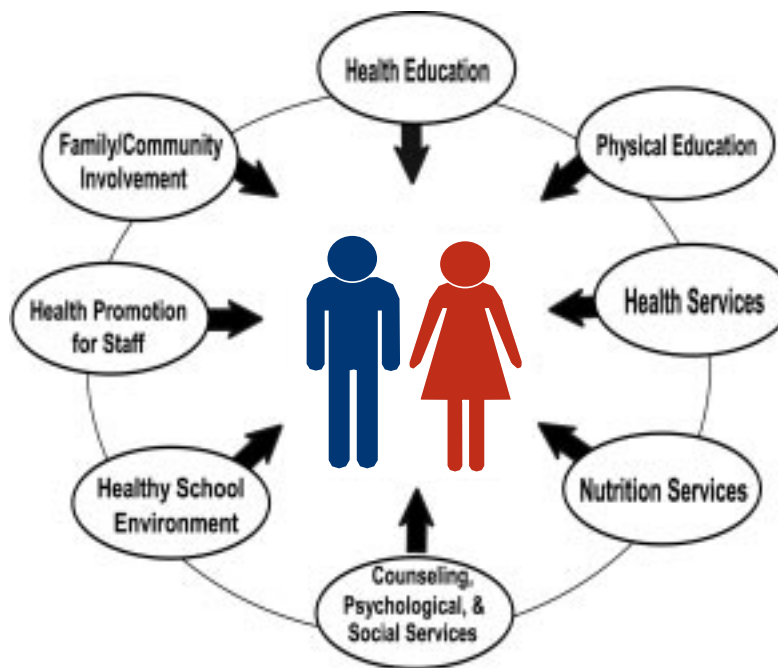 Health Education
Physical Education
Health Services
Nutrition Services
Counseling,
Psychological, &
Social Services
Healthy School
Environment
Health Promotion
for Staff
Family/Community
Involvement